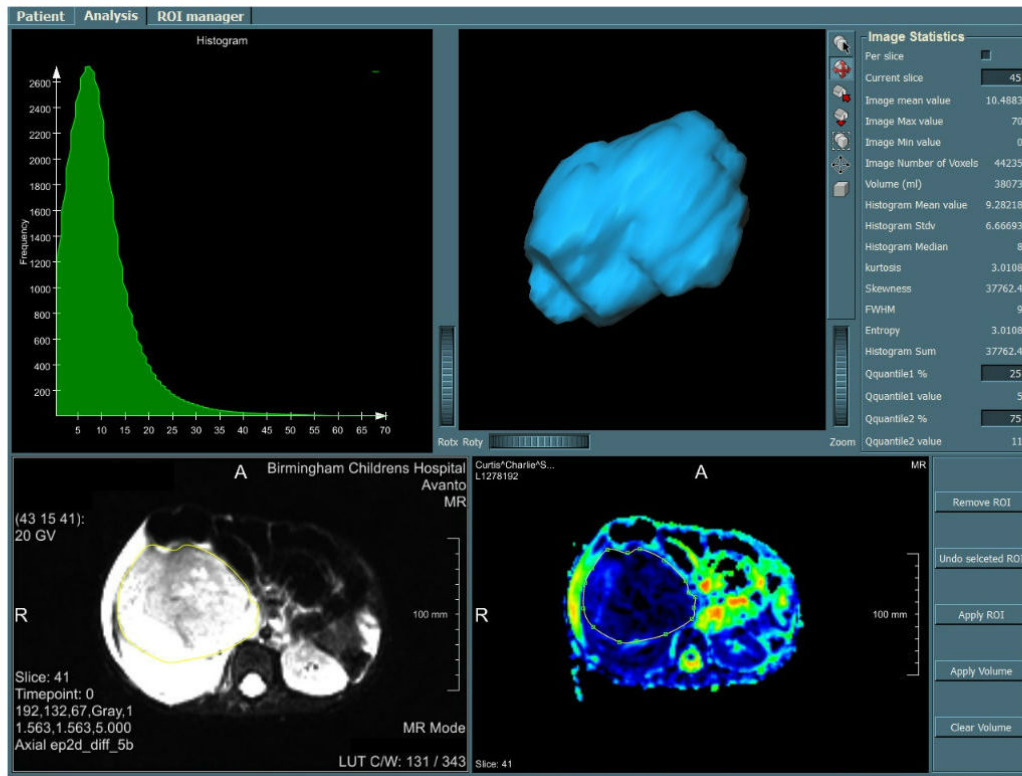 Patient
Analysis
ROI manager
Histogram
Frequency
2600
2400
2200
2000
1800
1600
1400
1200
1000
800
600
400
200
5 10 15 20 25 30 35 40 45 50 55 60 65 70
Rotx Roty
Zoom
Image Statistics
Per slice
Current slice 45
Image mean value 10.4883
Image Max value 70
Image Min value 0
Image Number of Voxels 44235
Volume (ml) 38073
Histogram Mean value 9.28218
Histogram Stdv 6.66693
Histogram Median 8
kurtosis 3.0108
Skewness 37762.4
FWHM 9
Entropy 3.0108
Histogram Sum 37762.4
Qquantile1 % 25
Qquantile1 value 5
Qquantile2 % 75
Qquantile2 value 11
A
Birmingham Childrens Hospital
Avanto
MR
(43 15 41):
20 GV
R
100 mm
Slice: 41
Timepoint: 0
192,132,67,Gray,1
1.563,1.563,5.000
Axial ep2d_diff_5b
MR Mode
LUT C/W: 131 / 343
Curtis^Charlie^S...
L1278192
A
MR
R
100 mm
Slice: 41
Remove ROI
Undo selceted ROI
Apply ROI
Apply Volume
Clear Volume